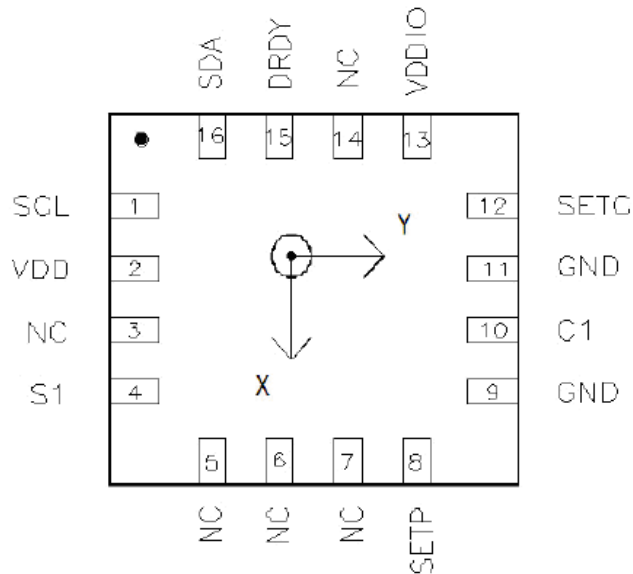 SDA DRDY NC VDDIO
16 15 14 13
SCL 1 12 SETC
VDD 2 11 GND
NC 3 10 C1
S1 4 9 GND
Y
X
5 6 7 8
NC NC NC SETP